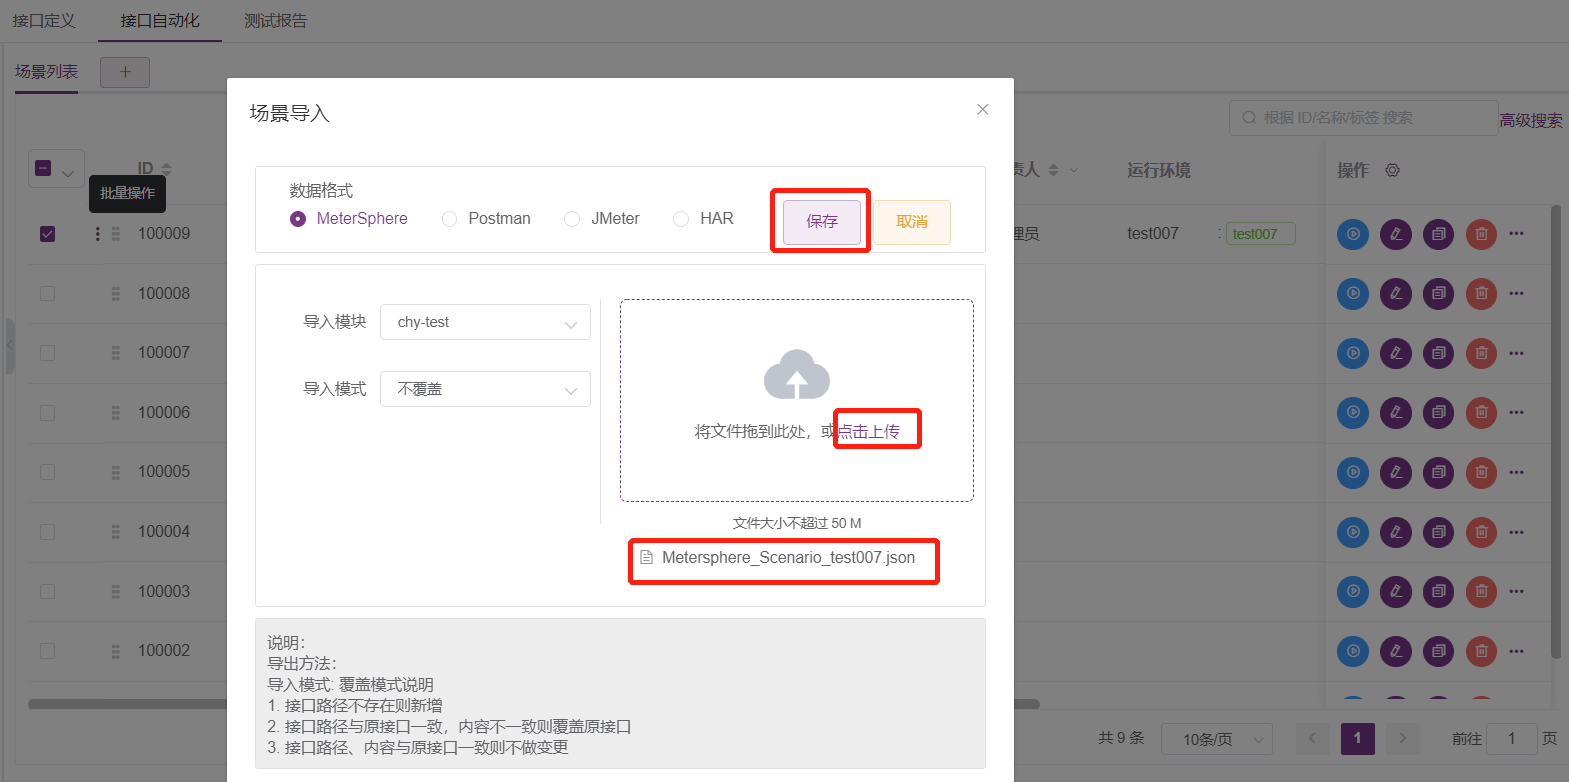 接口定义 接口自动化 测试报告
场景列表 +
场景导入
根据 ID/名称/标签 搜索 高级搜索
ID
批量操作
责人 运行环境 操作
数据格式
MeterSphere Postman JMeter HAR
保存 取消
100009 理员 test007 : test007
100008
100007
100006
100005
100004
100003
100002
导入模块 chy-test
导入模式 不覆盖
将文件拖到此处，或点击上传
文件大小不超过 50 M
Metersphere_Scenario_test007.json
说明：
导出方法：
导入模式: 覆盖模式说明
1. 接口路径不存在则新增
2. 接口路径与原接口一致，内容不一致则覆盖原接口
3. 接口路径、内容与原接口一致则不做变更
共 9 条 10条/页 1 前往 1 页